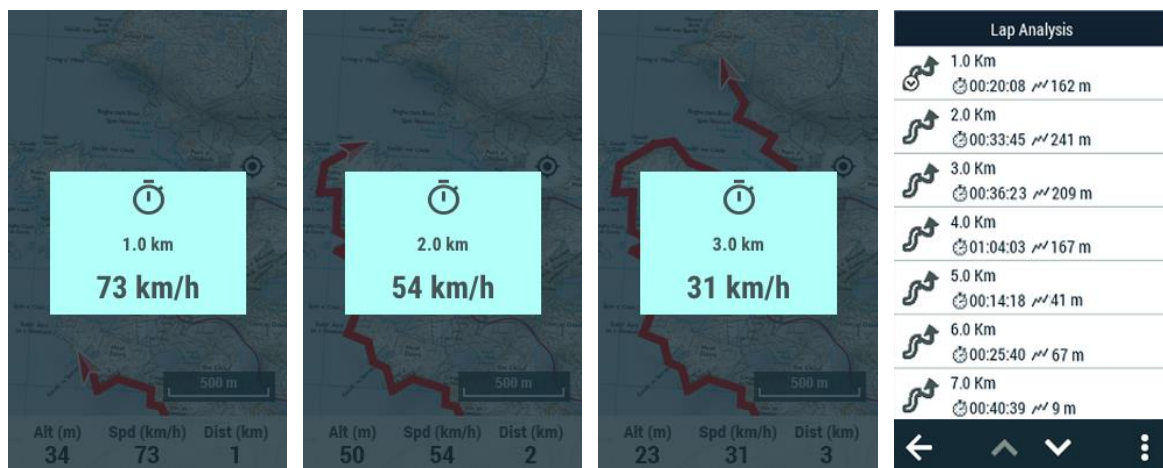 1.0 km
73 km/h
500 m
Alt (m) Spd (km/h) Dist (km)
34 73 1
2.0 km
54 km/h
500 m
Alt (m) Spd (km/h) Dist (km)
50 54 2
3.0 km
31 km/h
500 m
Alt (m) Spd (km/h) Dist (km)
23 31 3
Lap Analysis
1.0 Km
00:20:08 162 m
2.0 Km
00:33:45 241 m
3.0 Km
00:36:23 209 m
4.0 Km
01:04:03 167 m
5.0 Km
00:14:18 41 m
6.0 Km
00:25:40 67 m
7.0 Km
00:40:39 9 m